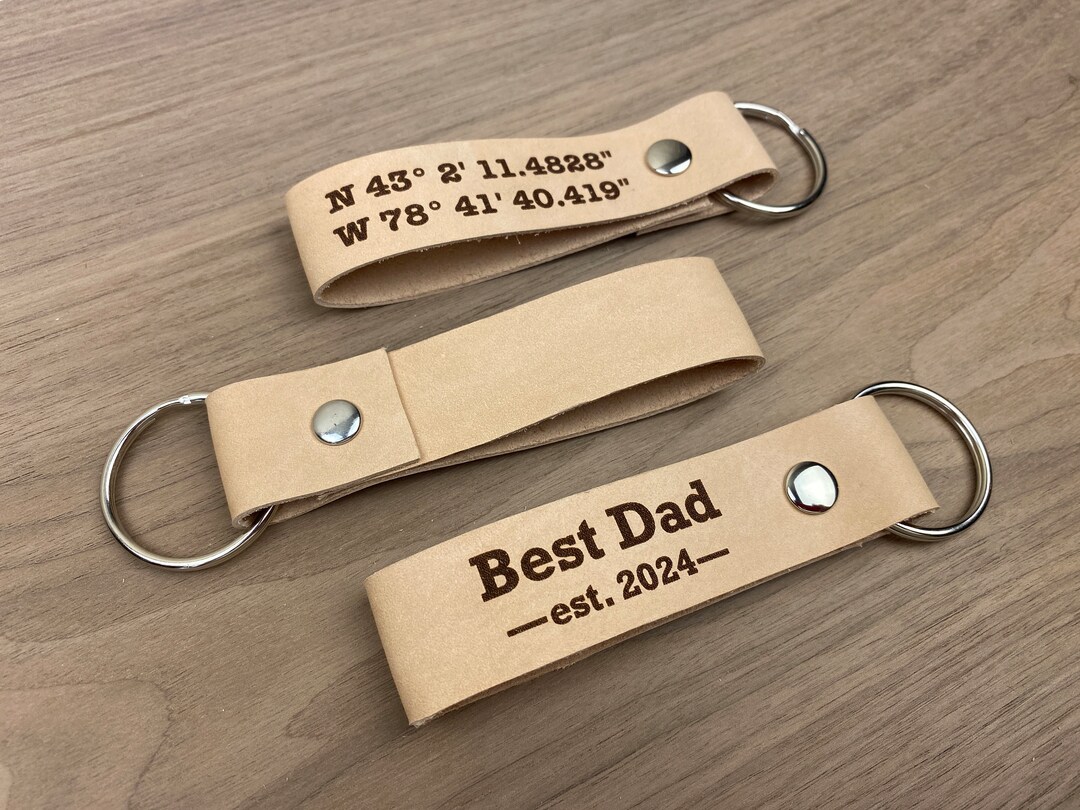 N 43° 2' 11.4828"
W 78° 41' 40.419"
Best Dad
—est. 2024—